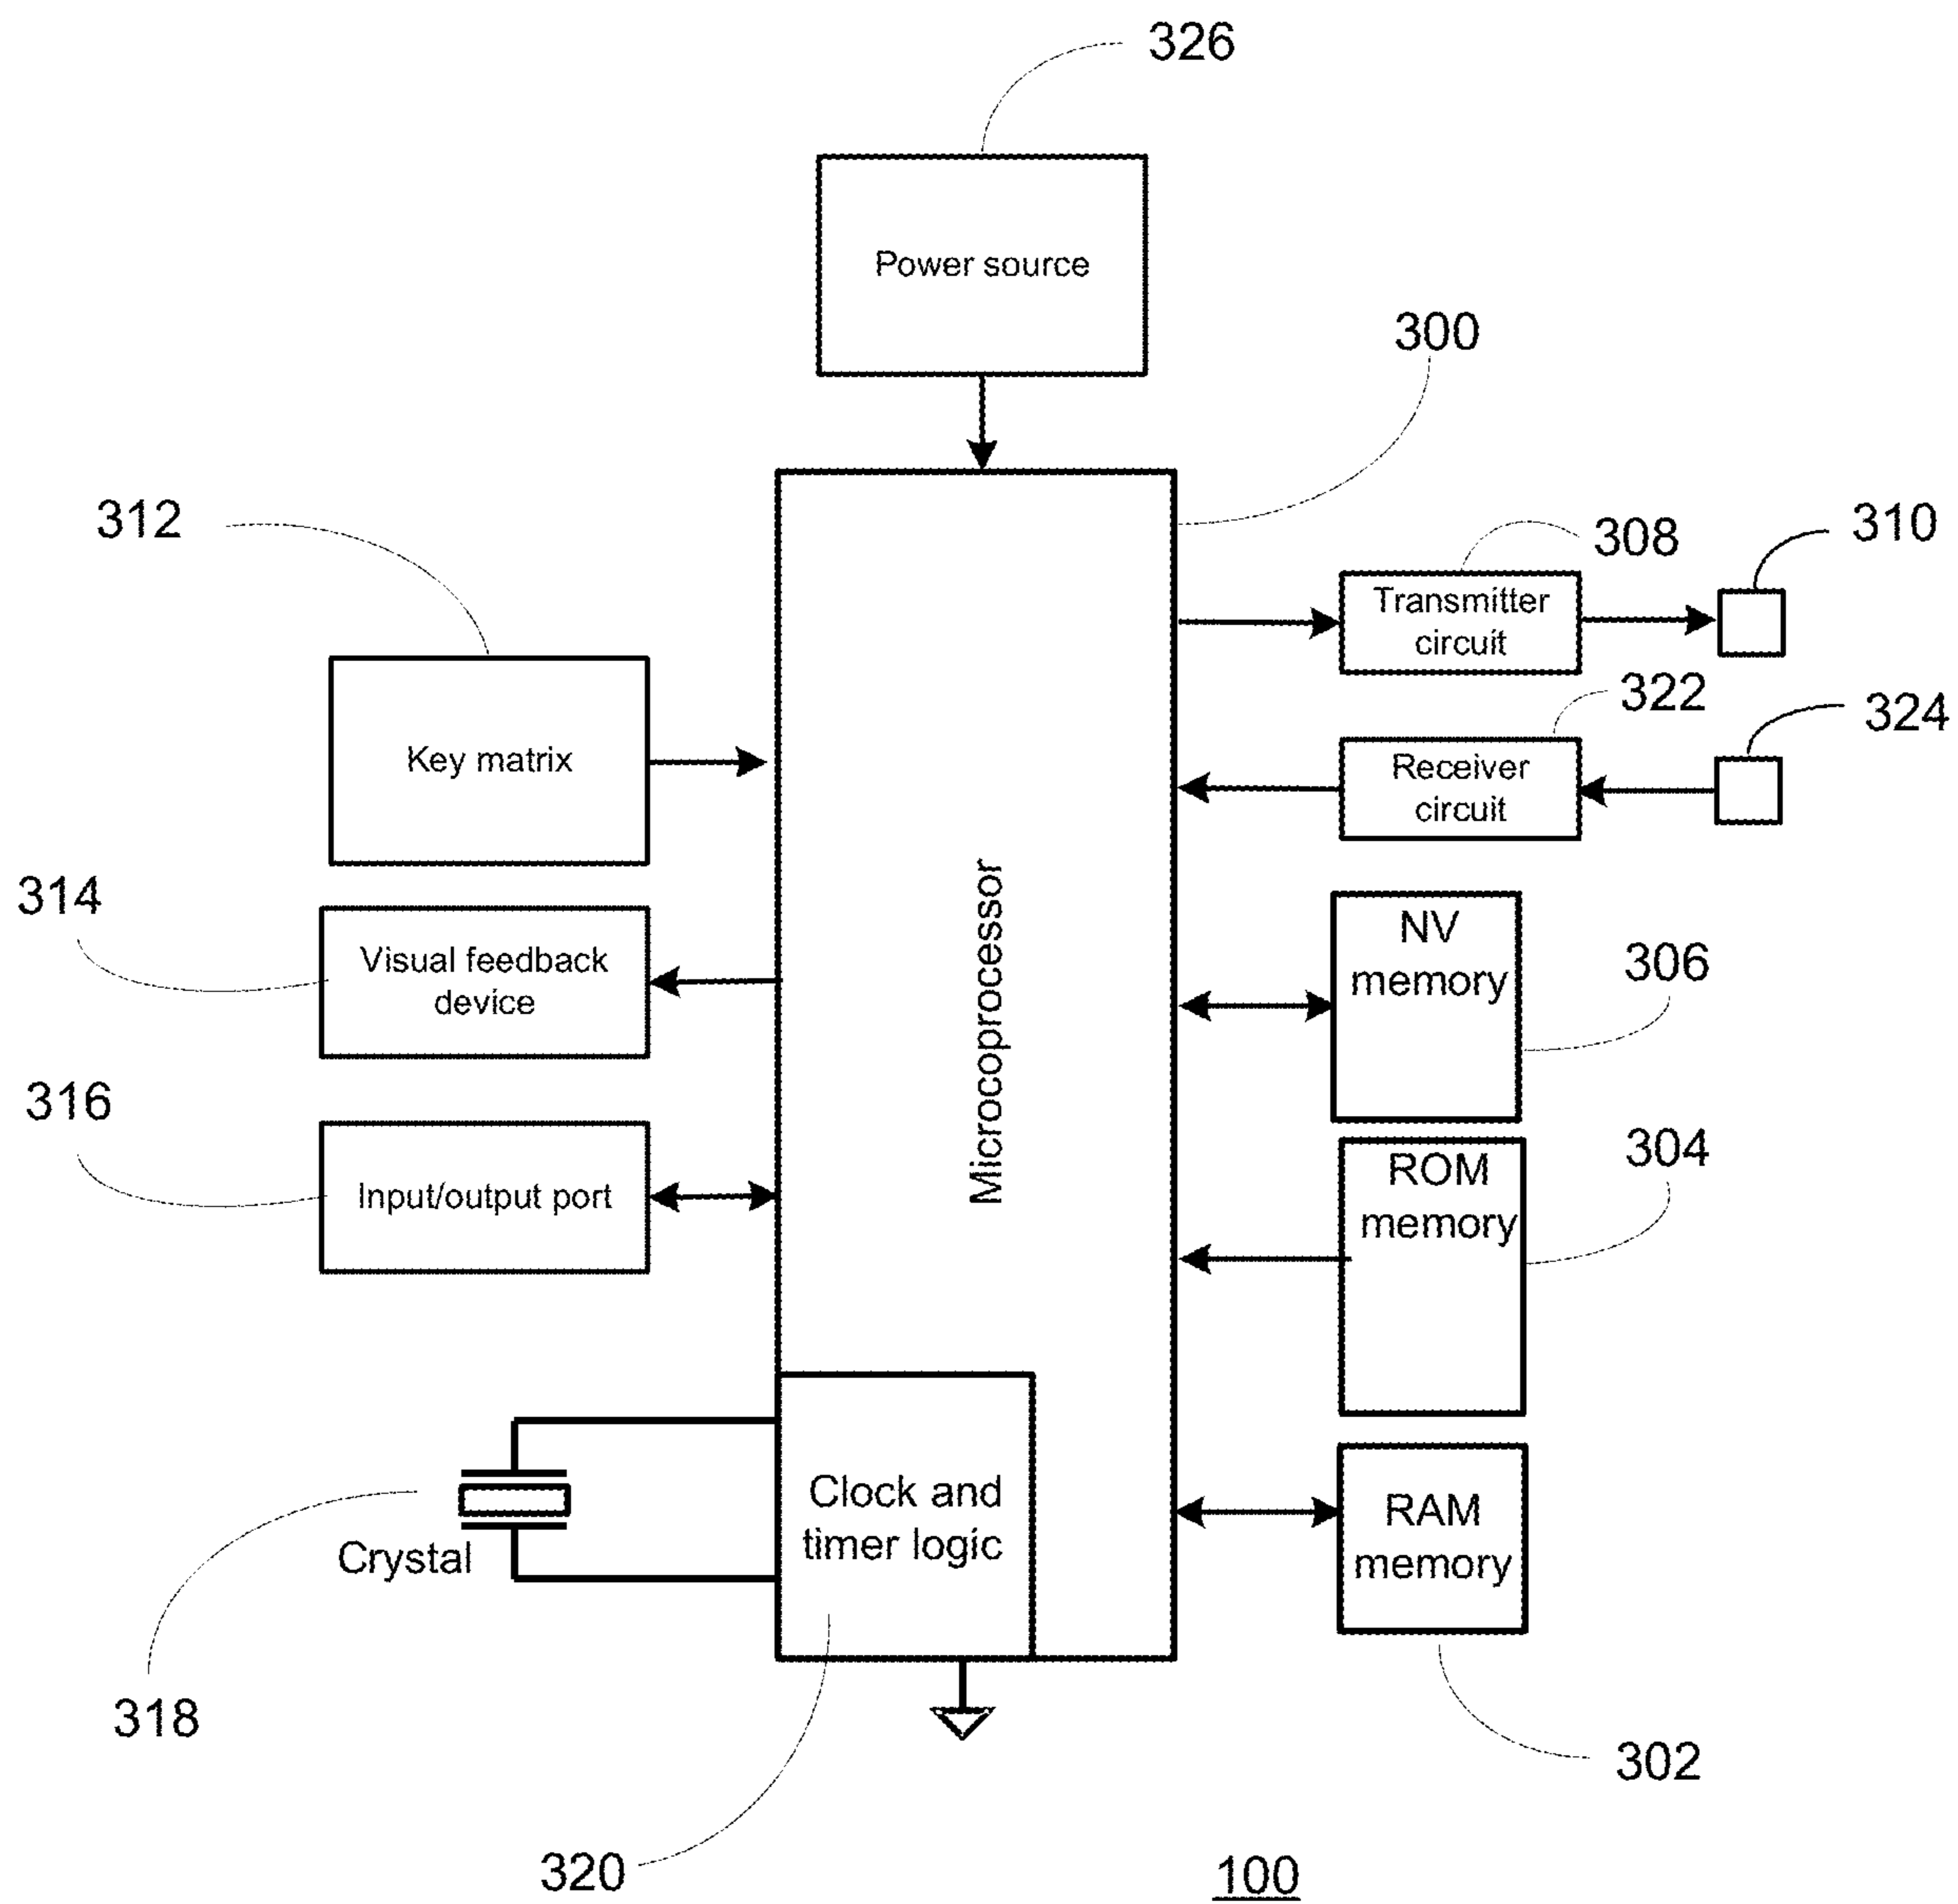 326
Power source
300
312
308
310
Transmitter
circuit
322
324
Key matrix
Receiver
circuit
Microcoprocessor
314
Visual feedback
device
NV
memory
306
316
Input/output port
304
ROM
memory
Clock and
timer logic
Crystal
RAM
memory
318
302
320
100